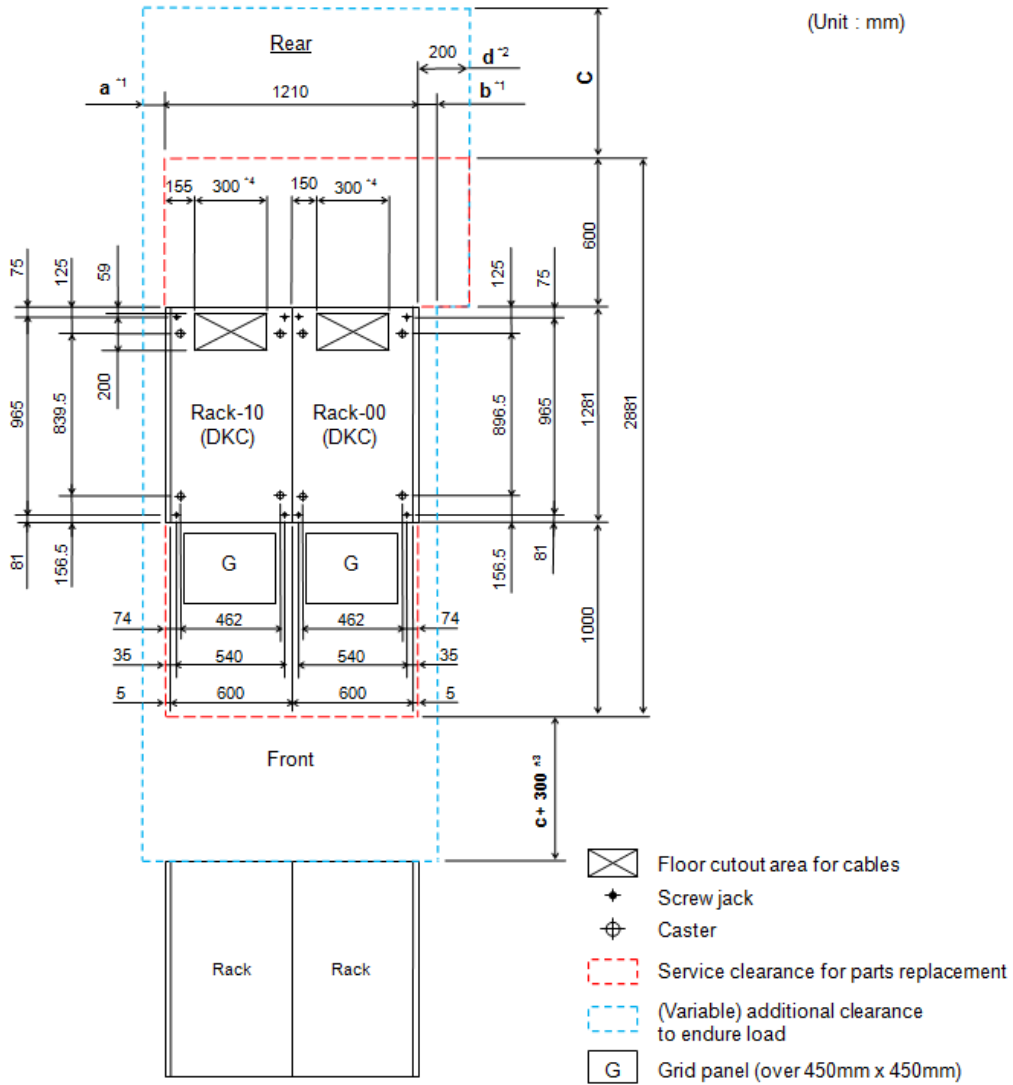 (Unit : mm)
Rear
200
d *2
C
a *1
1210
b *1
155
300 *4
150
300 *4
600
75
125
59
125
75
200
965
839.5
Rack-10
(DKC)
Rack-00
(DKC)
896.5
965
1281
2881
81
156.5
G
G
156.5
81
1000
74
462
462
74
35
540
540
35
5
600
600
5
Front
c + 300 *3
Floor cutout area for cables
Screw jack
Caster
Rack
Rack
Service clearance for parts replacement
(Variable) additional clearance
to endure load
G
Grid panel (over 450mm x 450mm)